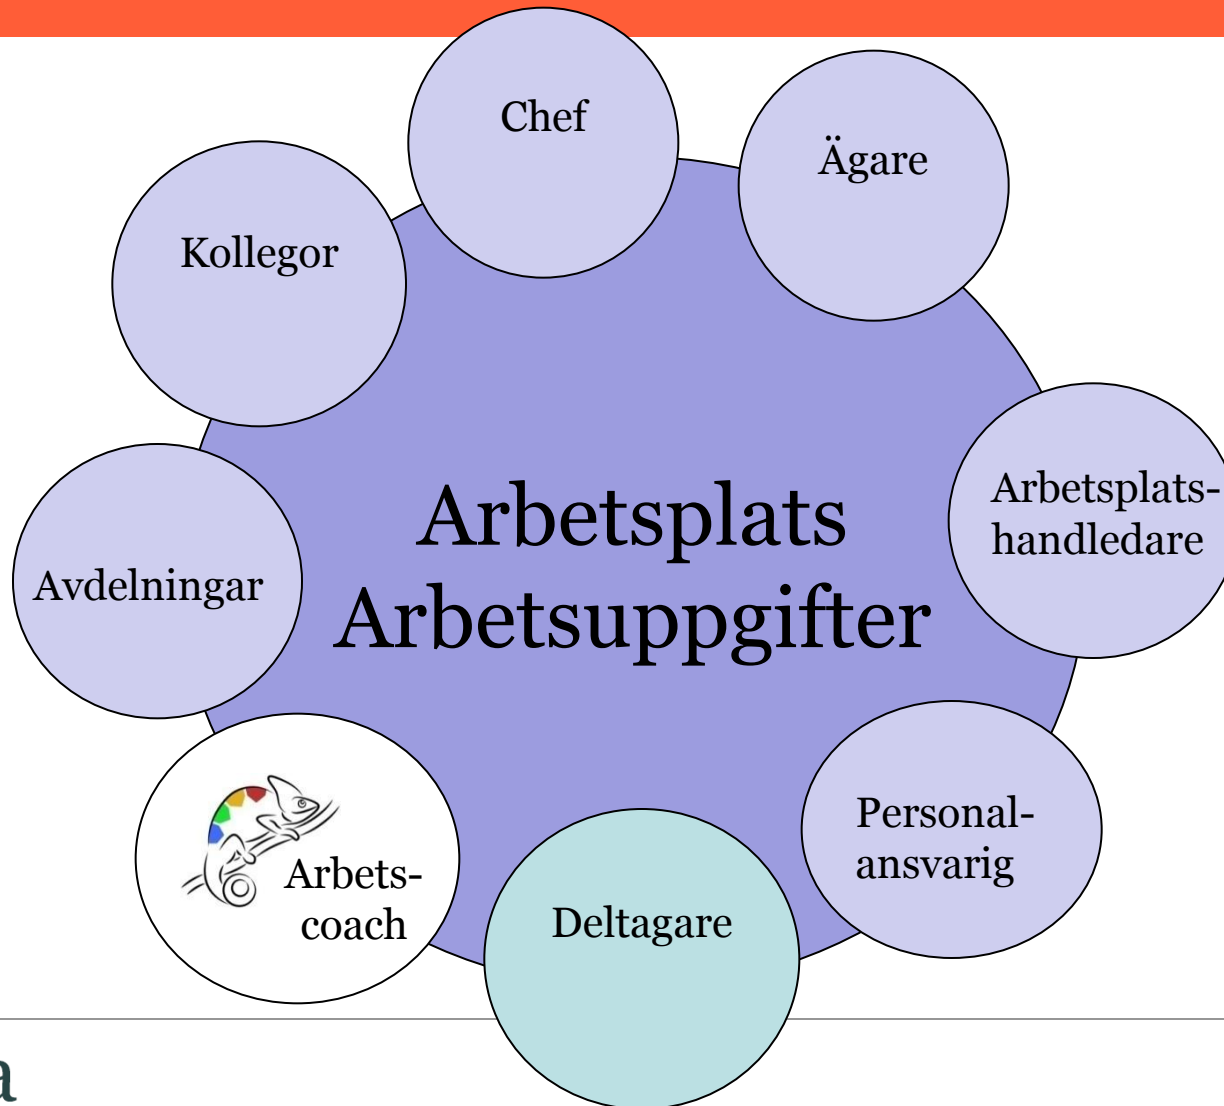 Chef
Ägare
Kollegor
Arbetsplats-
handledare
Arbetsplats
Arbetsuppgifter
Avdelningar
Personal-
ansvarig
Arbets-
coach
Deltagare
a